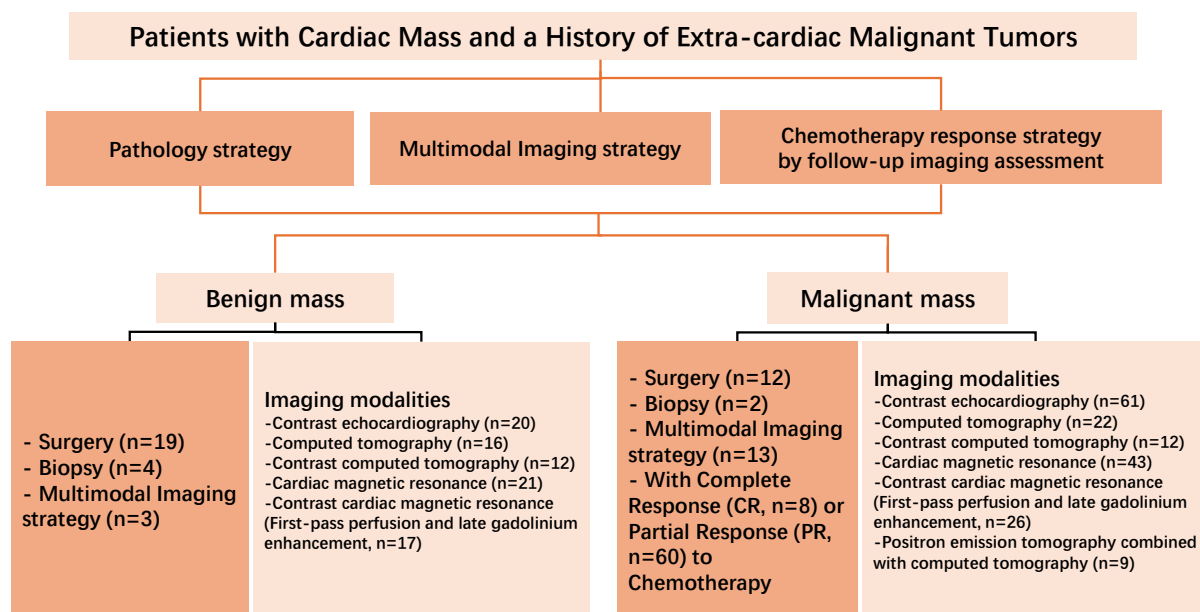 Patients with Cardiac Mass and a History of Extra-cardiac Malignant Tumors
Pathology strategy
Multimodal Imaging strategy
Chemotherapy response strategy
by follow-up imaging assessment
Benign mass
Malignant mass
- Surgery (n=19)
- Biopsy (n=4)
- Multimodal Imaging
strategy (n=3)
Imaging modalities
-Contrast echocardiography (n=20)
-Computed tomography (n=16)
-Contrast computed tomography (n=12)
-Cardiac magnetic resonance (n=21)
-Contrast cardiac magnetic resonance
(First-pass perfusion and late gadolinium
enhancement, n=17)
- Surgery (n=12)
- Biopsy (n=2)
- Multimodal Imaging
strategy (n=13)
- With Complete
Response (CR, n=8) or
Partial Response (PR,
n=60) to
Chemotherapy
Imaging modalities
-Contrast echocardiography (n=61)
-Computed tomography (n=22)
-Contrast computed tomography (n=12)
-Cardiac magnetic resonance (n=43)
-Contrast cardiac magnetic resonance
(First-pass perfusion and late gadolinium
enhancement, n=26)
-Positron emission tomography combined
with computed tomography (n=9)